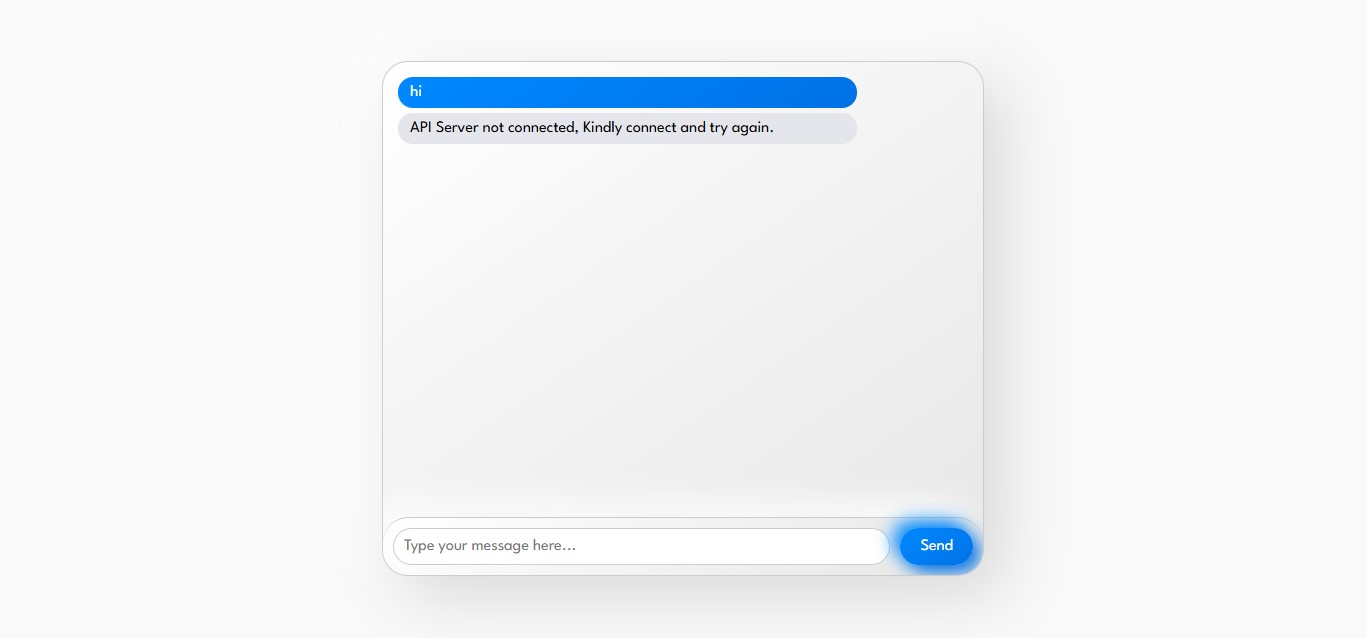 hi
API Server not connected, Kindly connect and try again.
Type your message here...
Send